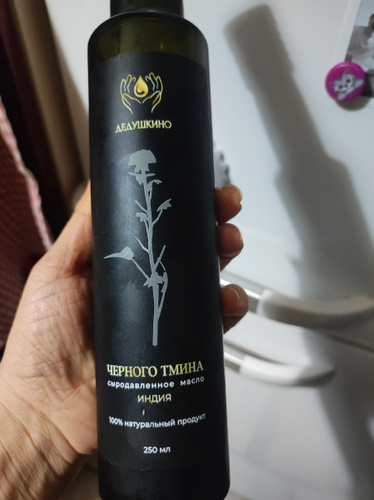 ДЕДУШКИНО
ЧЕРНОГО ТМИНА
сыродавленное масло
ИНДИЯ
100% натуральный продукт
250 мл